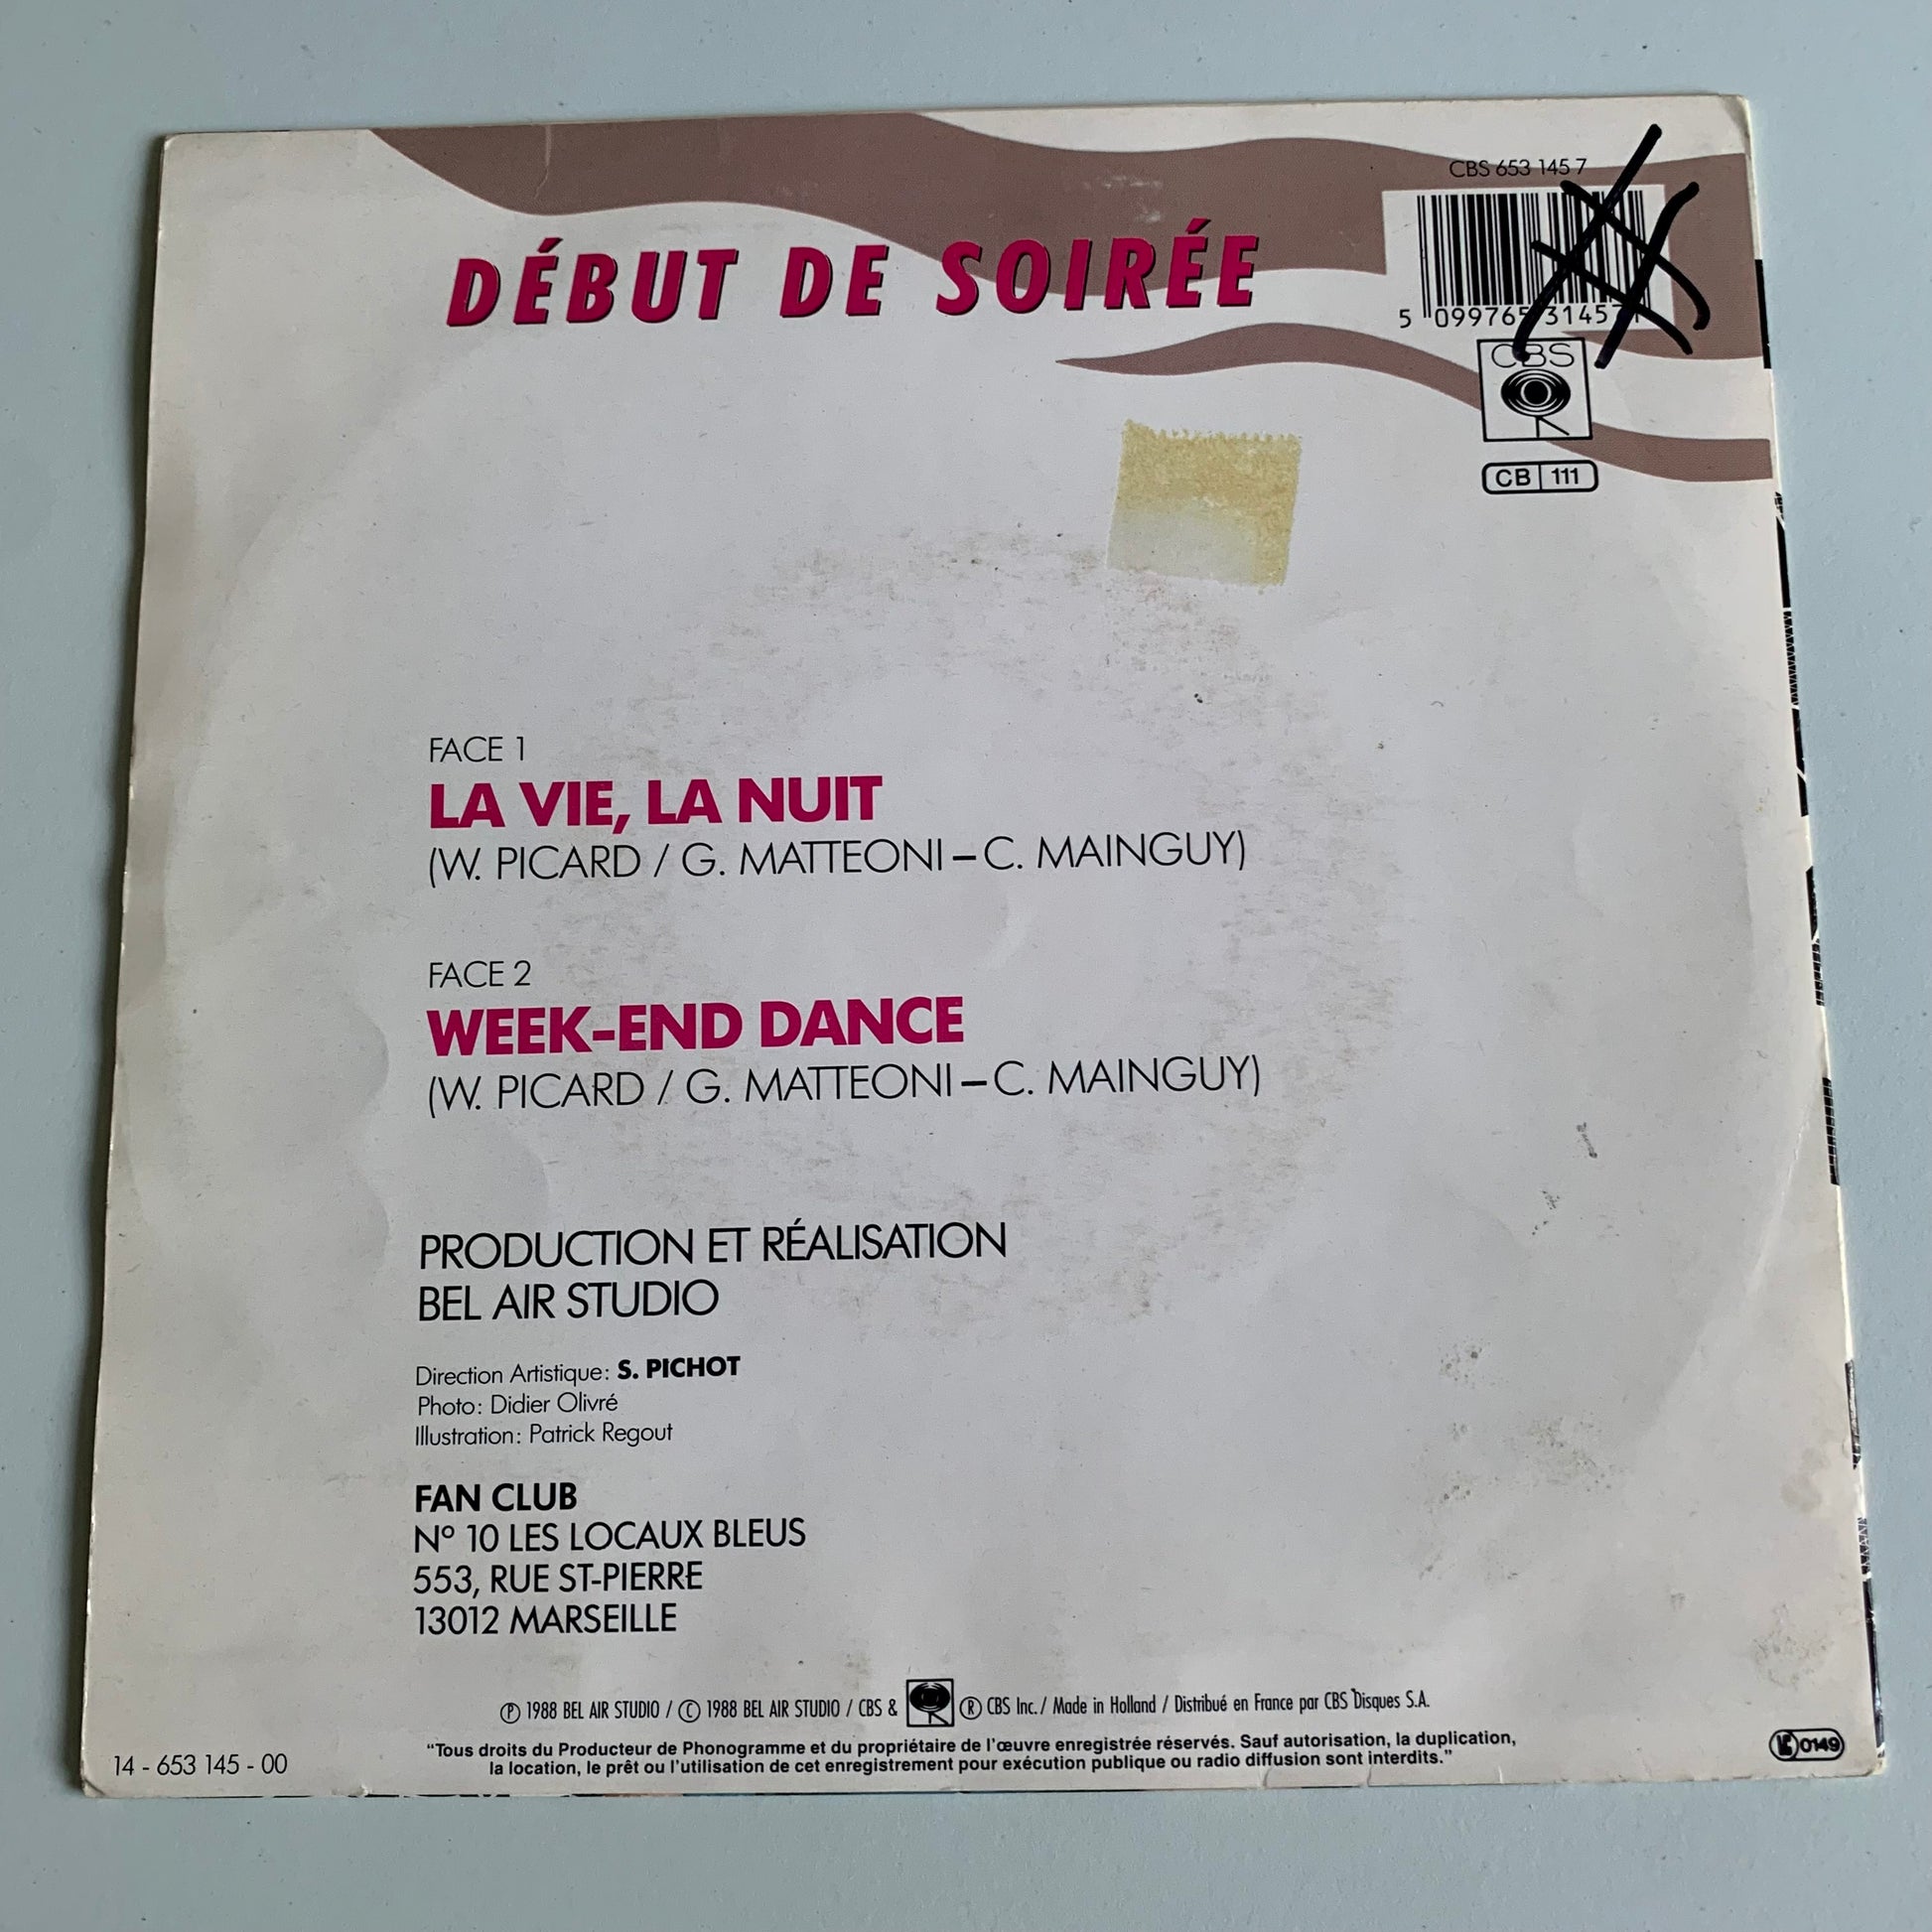 CBS 653 145 7
DÉBUT DE SOIRÉE
5 099765 314571
CBS
CB 111
FACE 1
LA VIE, LA NUIT
(W. PICARD / G. MATTEONI – C. MAINGUY)
FACE 2
WEEK-END DANCE
(W. PICARD / G. MATTEONI – C. MAINGUY)
PRODUCTION ET RÉALISATION
BEL AIR STUDIO
Direction Artistique: S. PICHOT
Photo: Didier Olivré
Illustration: Patrick Regout
FAN CLUB
Nº 10 LES LOCAUX BLEUS
553, RUE ST-PIERRE
13012 MARSEILLE
℗ 1988 BEL AIR STUDIO / © 1988 BEL AIR STUDIO / CBS & ® CBS Inc. / Made in Holland / Distribué en France par CBS Disques S.A.
"Tous droits du Producteur de Phonogramme et du propriétaire de l'œuvre enregistrée réservés. Sauf autorisation, la duplication,
la location, le prêt ou l'utilisation de cet enregistrement pour exécution publique ou radio diffusion sont interdits."
14 - 653 145 - 00
LC 0149